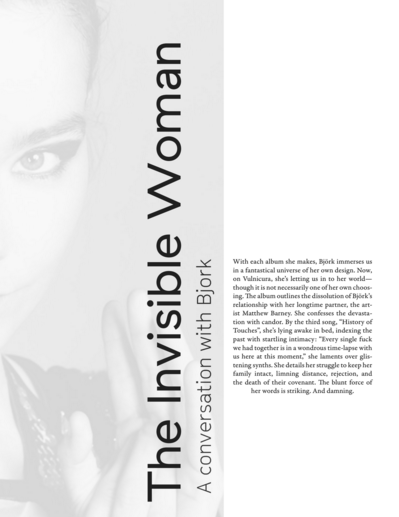 The Invisible Woman
A conversation with Bjork
With each album she makes, Björk immerses us
in a fantastical universe of her own design. Now,
on Vulnicura, she's letting us in to her world—
though it is not necessarily one of her own choos-
ing. The album outlines the dissolution of Björk's
relationship with her longtime partner, the art-
ist Matthew Barney. She confesses the devasta-
tion with candor. By the third song, "History of
Touches", she's lying awake in bed, indexing the
past with startling intimacy: "Every single fuck
we had together is in a wondrous time-lapse with
us here at this moment," she laments over glis-
tening synths. She details her struggle to keep her
family intact, limning distance, rejection, and
the death of their covenant. The blunt force of
her words is striking. And damning.